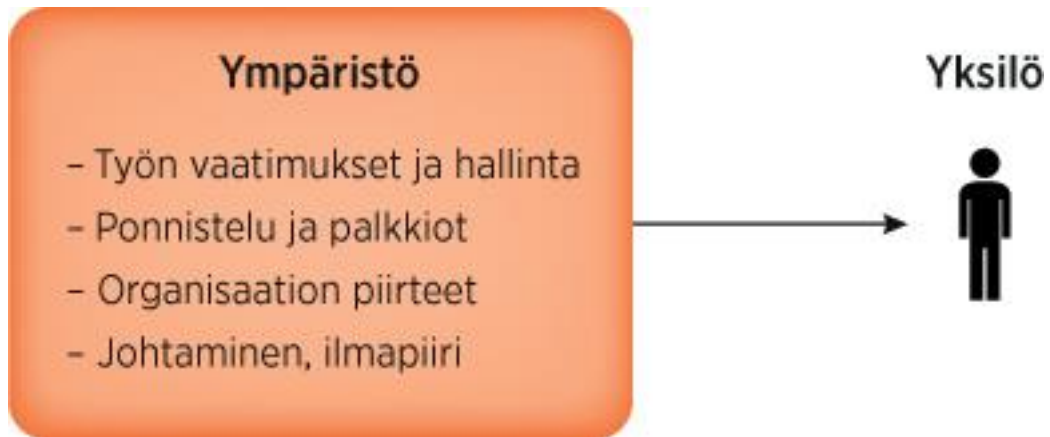 Ympäristö
– Työn vaatimukset ja hallinta
– Ponnistelu ja palkkiot
– Organisaation piirteet
– Johtaminen, ilmapiiri
Yksilö